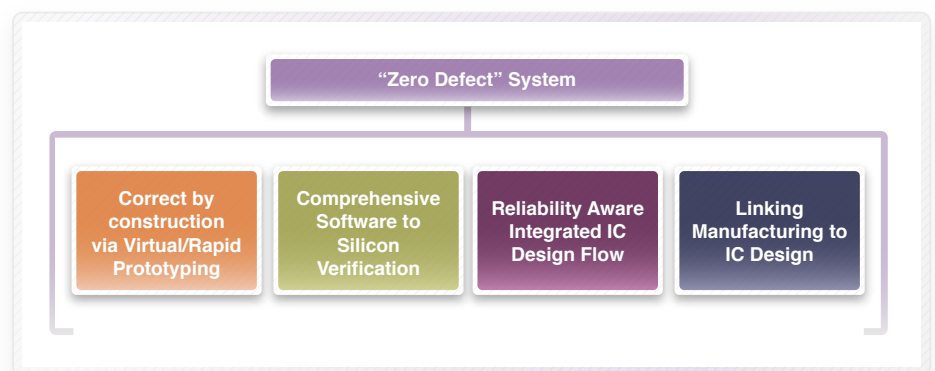 “Zero Defect” System
Correct by
construction
via Virtual/Rapid
Prototyping
Comprehensive
Software to
Silicon
Verification
Reliability Aware
Integrated IC
Design Flow
Linking
Manufacturing to
IC Design